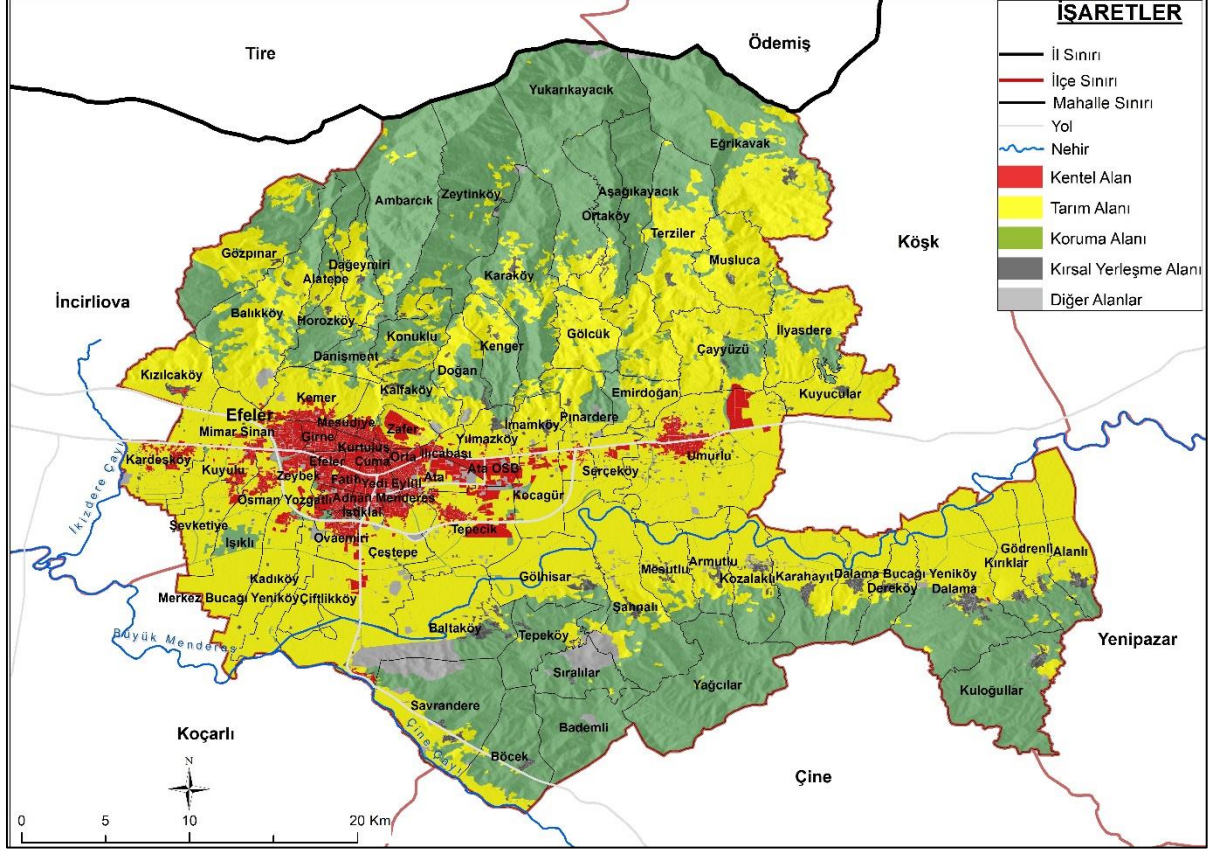 İŞARETLER
İl Sınırı
İlçe Sınırı
Mahalle Sınırı
Yol
Nehir
Kentel Alan
Tarım Alanı
Koruma Alanı
Kırsal Yerleşme Alanı
Diğer Alanlar
Tire
Ödemiş
Yukarıkayacık
Eğrikavak
Zeytinköy
Aşağıkayacık
Ambarcık
Ortaköy
Terziler
Köşk
Gözpınar
Dağeymiri
Musluca
Alatepe
Karaköy
İncirliova
Balıkköy
Horozköy
İlyasdere
Konuklu
Gölcük
Kenger
Danişment
Çayyüzü
Doğan
Kızılcaköy
Kalfaköy
Emirdoğan
Kuyucular
Kemer
Efeler
Pınardere
Mesudiye
İmamköy
Zafer
Mimar Sinan
Girne
Yılmazköy
Kurtuluş
Orta
Ilıcabaşı
Umurlu
Kardeşköy
Efeler
Cuma
Kuyulu
Ata OSB
Serçeköy
Zeybek
Fatih
Yedi Eylül
Ata
Osman Yozgatlı
Adnan Menderes
Kocagür
İstiklal
Şevketiye
Tepecik
Ovaemiri
Işıklı
Çeştepe
İkizdere Çayı
Gödrenli
Alanlı
Armutlu
Kırıklar
Mesutlu
Kadıköy
Gölhisar
Kozalaklı
Karahayıt
Dalama Bucağı Yeniköy
Dereköy
Dalama
Merkez Bucağı Yeniköy
Çiftlikköy
Şahnalı
Baltaköy
Tepeköy
Büyük Menderes
Yenipazar
Sıralılar
Yağcılar
Kuloğullar
Savrandere
Bademli
Koçarlı
Çine Çayı
Böcek
Çine
N
0
5
10
20 Km